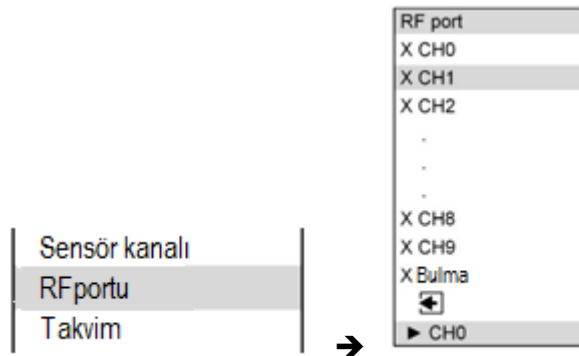 Sensör kanalı
RFportu
Takvim
➔
RF port
X CH0
X CH1
X CH2
.
.
.
X CH8
X CH9
X Bulma
► CH0